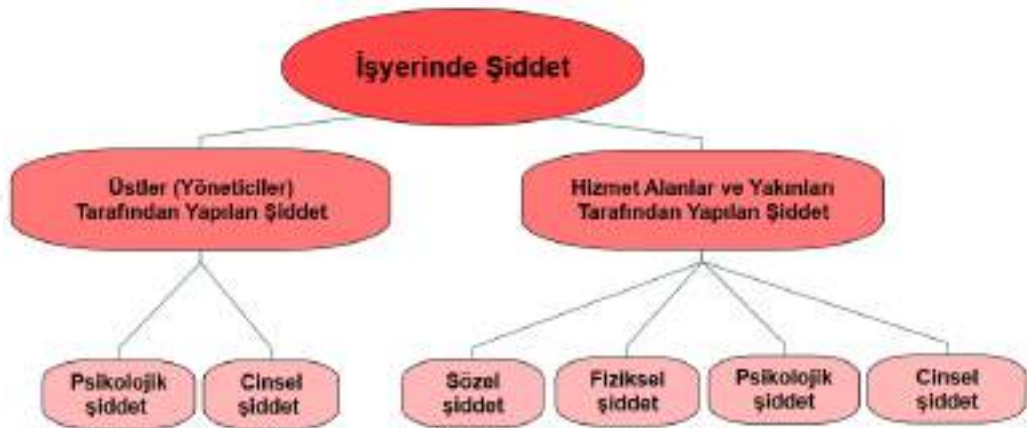 İşyerinde Şiddet
Üstler (Yöneticiler)
Tarafından Yapılan Şiddet
Hizmet Alanlar ve Yakınları
Tarafından Yapılan Şiddet
Psikolojik
şiddet
Cinsel
şiddet
Sözel
şiddet
Fiziksel
şiddet
Psikolojik
şiddet
Cinsel
şiddet